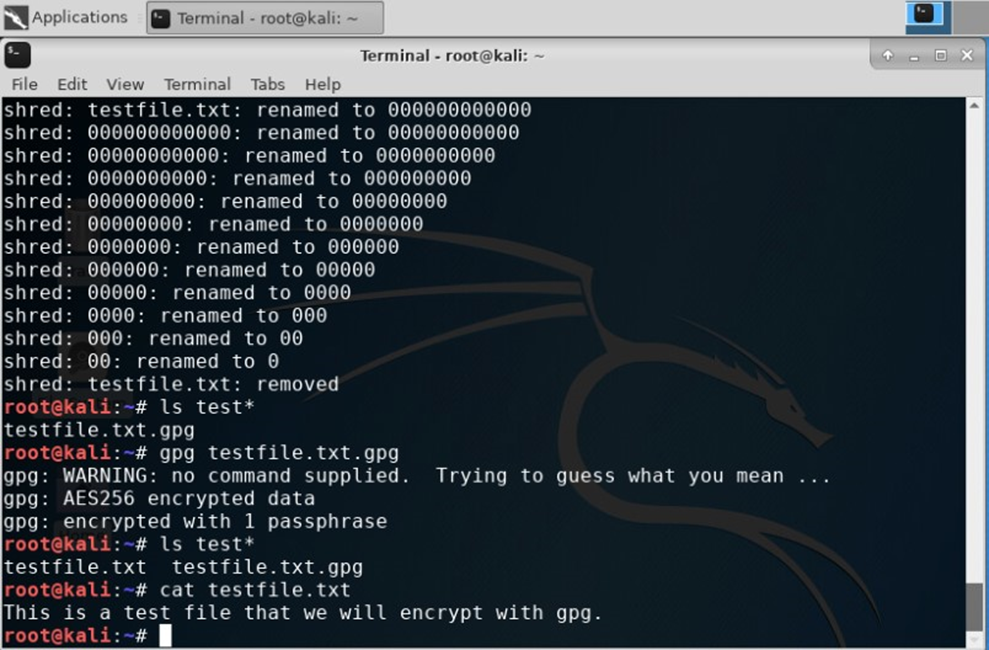 Applications
Terminal - root@kali: ~
Terminal - root@kali: ~
File Edit View Terminal Tabs Help
shred: testfile.txt: renamed to 000000000000
shred: 000000000000: renamed to 00000000000
shred: 00000000000: renamed to 0000000000
shred: 0000000000: renamed to 000000000
shred: 000000000: renamed to 00000000
shred: 00000000: renamed to 0000000
shred: 0000000: renamed to 000000
shred: 000000: renamed to 00000
shred: 00000: renamed to 0000
shred: 0000: renamed to 000
shred: 000: renamed to 00
shred: 00: renamed to 0
shred: testfile.txt: removed
root@kali:~# ls test*
testfile.txt.gpg
root@kali:~# gpg testfile.txt.gpg
gpg: WARNING: no command supplied.  Trying to guess what you mean ...
gpg: AES256 encrypted data
gpg: encrypted with 1 passphrase
root@kali:~# ls test*
testfile.txt  testfile.txt.gpg
root@kali:~# cat testfile.txt
This is a test file that we will encrypt with gpg.
root@kali:~#